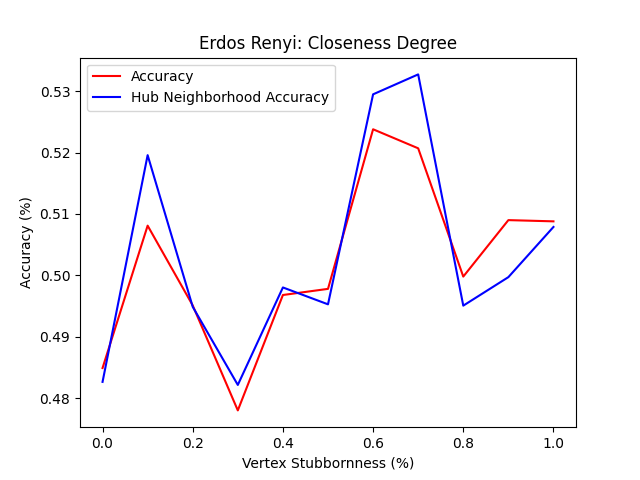 Erdos Renyi: Closeness Degree
Accuracy
Hub Neighborhood Accuracy
0.53
0.52
0.51
0.50
0.49
0.48
Accuracy (%)
0.0 0.2 0.4 0.6 0.8 1.0
Vertex Stubbornness (%)